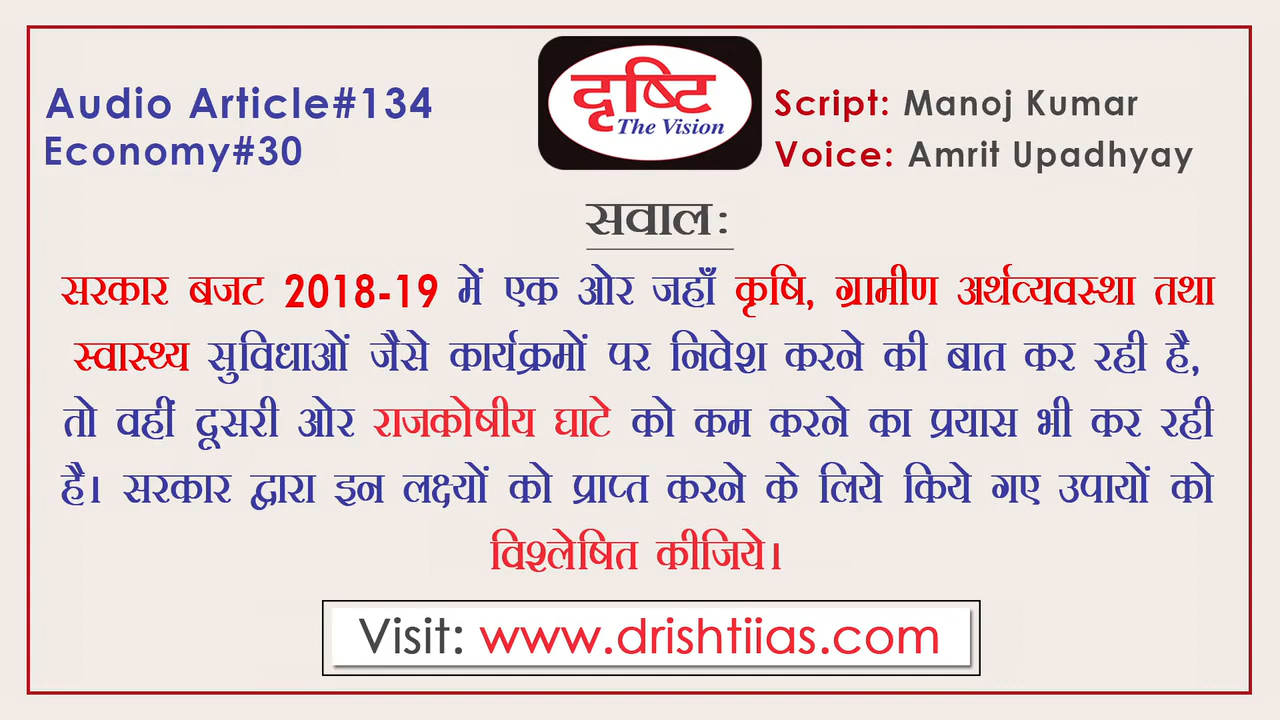 Audio Article#134
Economy#30
दृष्टि
The Vision
Script: Manoj Kumar
Voice: Amrit Upadhyay
सवालः
सरकार बजट 2018-19 में एक ओर जहाँ कृषि, ग्रामीण अर्थव्यवस्था तथा
स्वास्थ्य सुविधाओं जैसे कार्यक्रमों पर निवेश करने की बात कर रही है,
तो वहीं दूसरी ओर राजकोषीय घाटे को कम करने का प्रयास भी कर रही
है। सरकार द्वारा इन लक्ष्यों को प्राप्त करने के लिये किये गए उपायों को
विश्लेषित कीजिये।
Visit: www.drishtiias.com